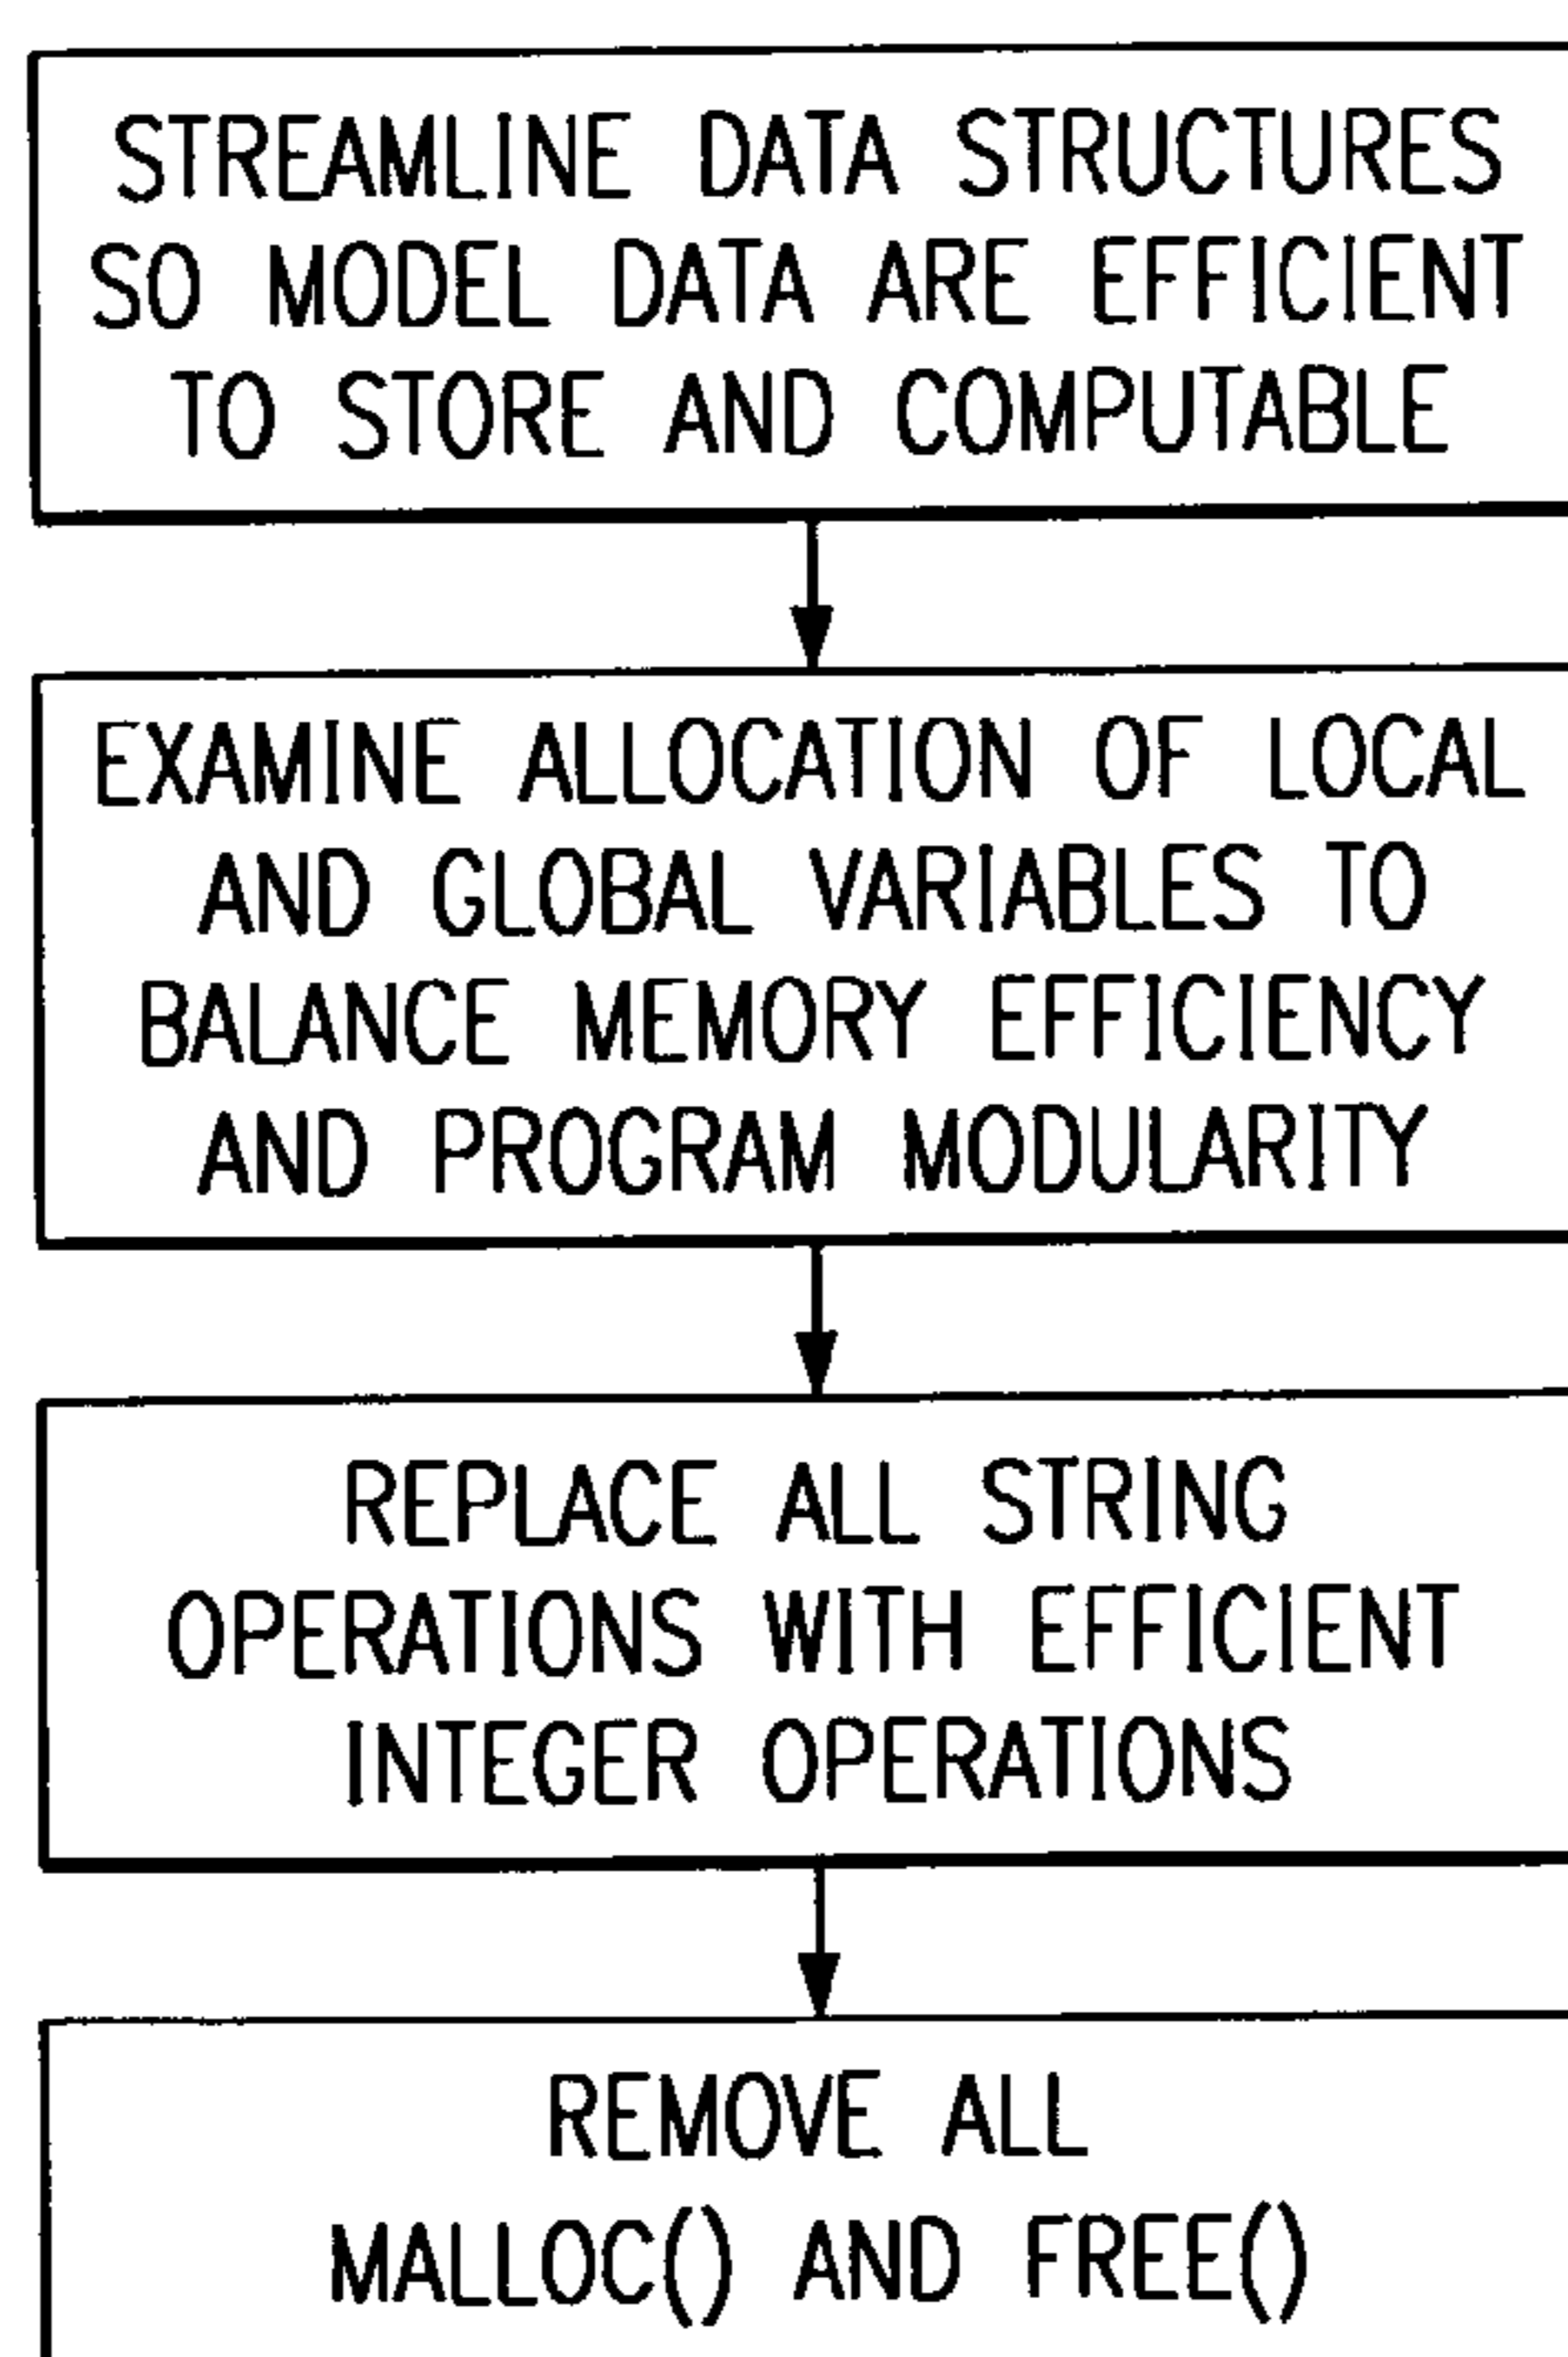 STREAMLINE DATA STRUCTURES
SO MODEL DATA ARE EFFICIENT
TO STORE AND COMPUTABLE
EXAMINE ALLOCATION OF LOCAL
AND GLOBAL VARIABLES TO
BALANCE MEMORY EFFICIENCY
AND PROGRAM MODULARITY
REPLACE ALL STRING
OPERATIONS WITH EFFICIENT
INTEGER OPERATIONS
REMOVE ALL
MALLOC() AND FREE()